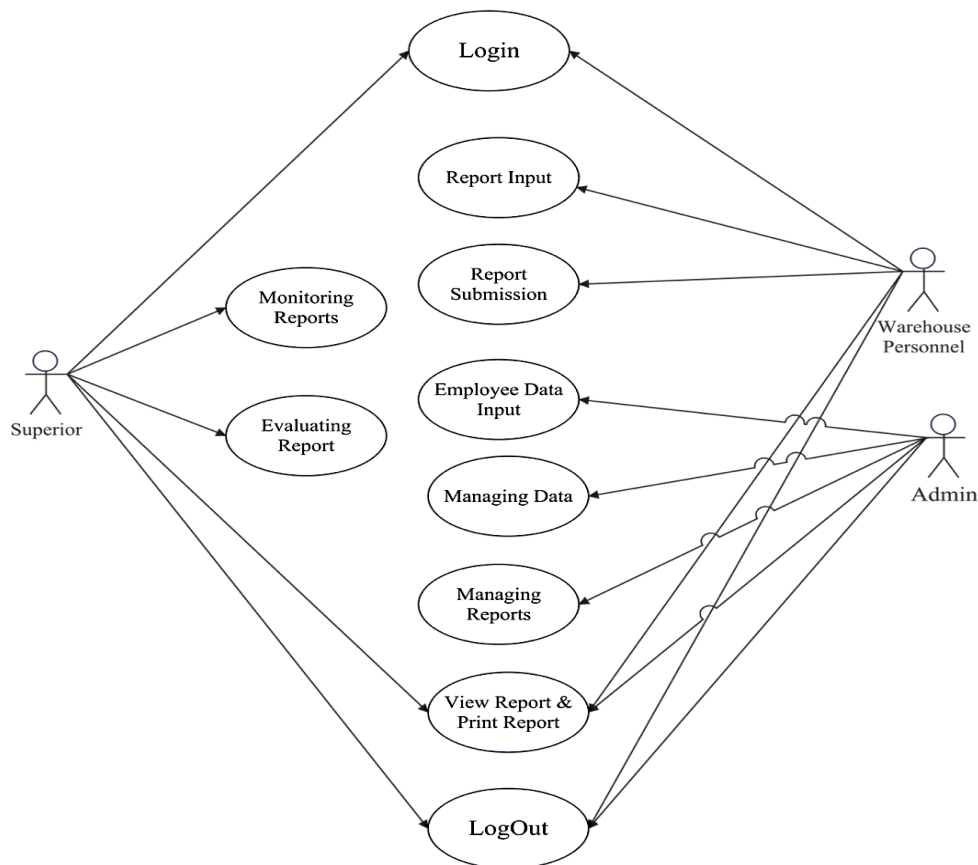 Login
Report Input
Report
Submission
Monitoring
Reports
Warehouse
Personnel
Superior
Employee Data
Input
Evaluating
Report
Admin
Managing Data
Managing
Reports
View Report &
Print Report
LogOut